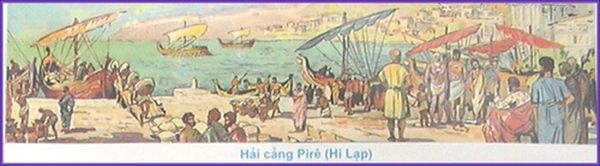 Hải cảng Pirê (Hi Lạp)